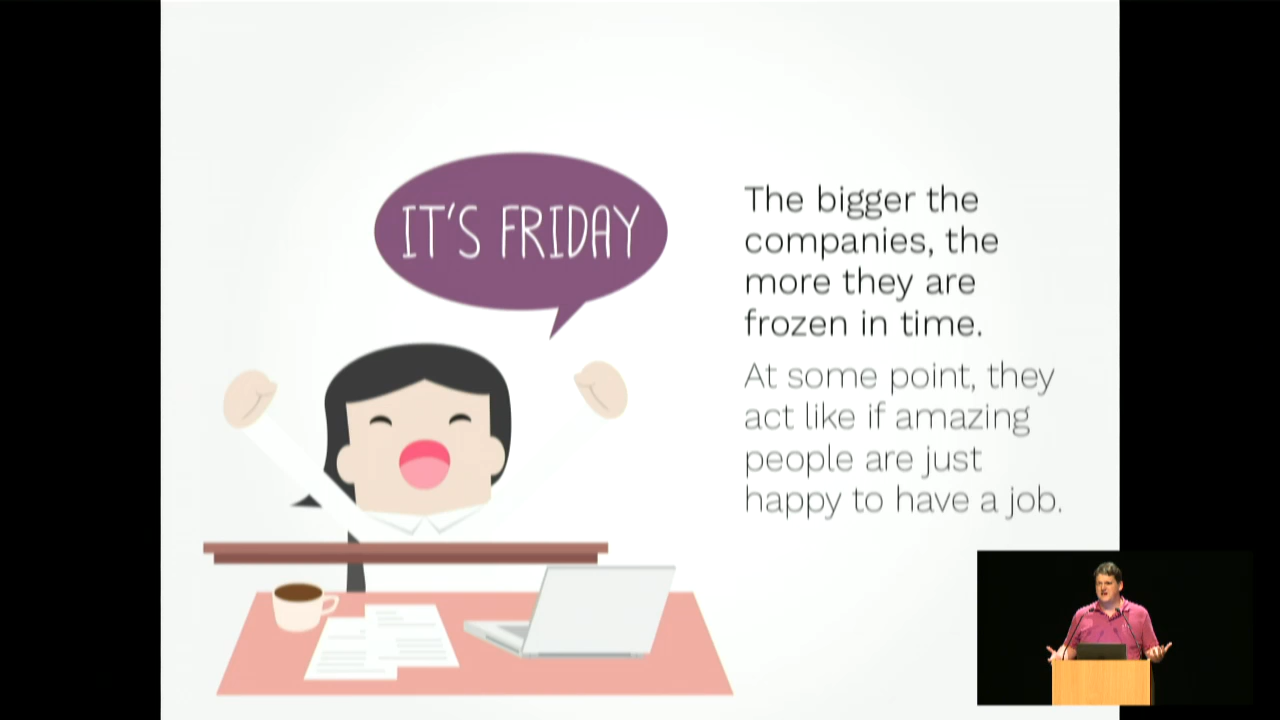 IT'S FRIDAY
The bigger the
companies, the
more they are
frozen in time.
At some point, they
act like if amazing
people are just
happy to have a job.